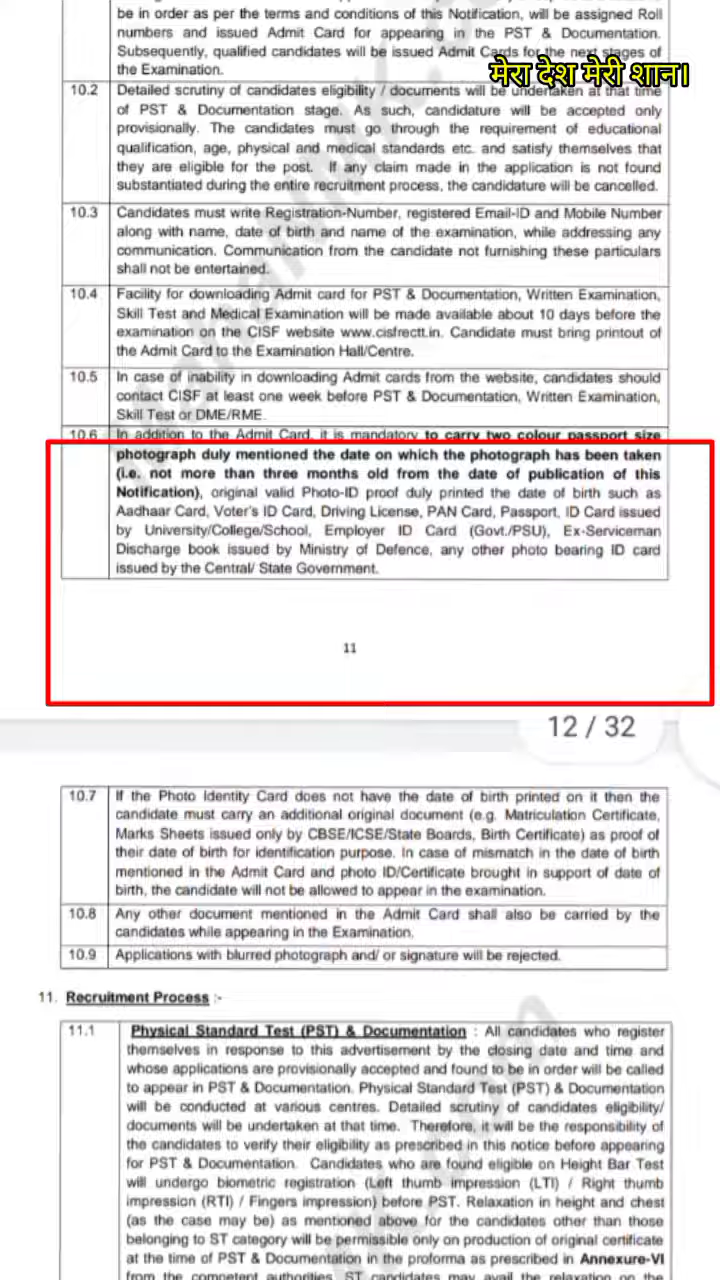 be in order as per the terms and conditions of this Notification, will be assigned Roll
numbers and issued Admit Card for appearing in the PST & Documentation.
Subsequently, qualified candidates will be issued Admit Cards for the next stages of
the Examination.
मेरा देश मेरी शान।
10.2 Detailed scrutiny of candidates eligibility / documents will be undertaken at that time
of PST & Documentation stage. As such, candidature will be accepted only
provisionally. The candidates must go through the requirement of educational
qualification, age, physical and medical standards etc. and satisfy themselves that
they are eligible for the post. If any claim made in the application is not found
substantiated during the entire recruitment process, the candidature will be cancelled.
10.3 Candidates must write Registration-Number, registered Email-ID and Mobile Number
along with name, date of birth and name of the examination, while addressing any
communication. Communication from the candidate not furnishing these particulars
shall not be entertained.
10.4 Facility for downloading Admit card for PST & Documentation, Written Examination,
Skill Test and Medical Examination will be made available about 10 days before the
examination on the CISF website www.cisfrectt.in. Candidate must bring printout of
the Admit Card to the Examination Hall/Centre.
10.5 In case of inability in downloading Admit cards from the website, candidates should
contact CISF at least one week before PST & Documentation, Written Examination,
Skill Test or DME/RME.
10.6 In addition to the Admit Card, it is mandatory to carry two colour passport size
photograph duly mentioned the date on which the photograph has been taken
(i.e. not more than three months old from the date of publication of this
Notification), original valid Photo-ID proof duly printed the date of birth such as
Aadhaar Card, Voter's ID Card, Driving License, PAN Card, Passport, ID Card issued
by University/College/School, Employer ID Card (Govt./PSU), Ex-Serviceman
Discharge book issued by Ministry of Defence, any other photo bearing ID card
issued by the Central/ State Government.
11
12 / 32
10.7 If the Photo Identity Card does not have the date of birth printed on it then the
candidate must carry an additional original document (e.g. Matriculation Certificate,
Marks Sheets issued only by CBSE/ICSE/State Boards, Birth Certificate) as proof of
their date of birth for identification purpose. In case of mismatch in the date of birth
mentioned in the Admit Card and photo ID/Certificate brought in support of date of
birth, the candidate will not be allowed to appear in the examination.
10.8 Any other document mentioned in the Admit Card shall also be carried by the
candidates while appearing in the Examination.
10.9 Applications with blurred photograph and/ or signature will be rejected.
11. Recruitment Process :-
11.1 Physical Standard Test (PST) & Documentation : All candidates who register
themselves in response to this advertisement by the closing date and time and
whose applications are provisionally accepted and found to be in order will be called
to appear in PST & Documentation. Physical Standard Test (PST) & Documentation
will be conducted at various centres. Detailed scrutiny of candidates eligibility/
documents will be undertaken at that time. Therefore, it will be the responsibility of
the candidates to verify their eligibility as prescribed in this notice before appearing
for PST & Documentation. Candidates who are found eligible on Height Bar Test
will undergo biometric registration (Left thumb impression (LTI) / Right thumb
impression (RTI) / Fingers impression) before PST. Relaxation in height and chest
(as the case may be) as mentioned above for the candidates other than those
belonging to ST category will be permissible only on production of original certificate
at the time of PST & Documentation in the proforma as prescribed in Annexure-VI
from the competent authorities. ST candidates may avail the relaxation in